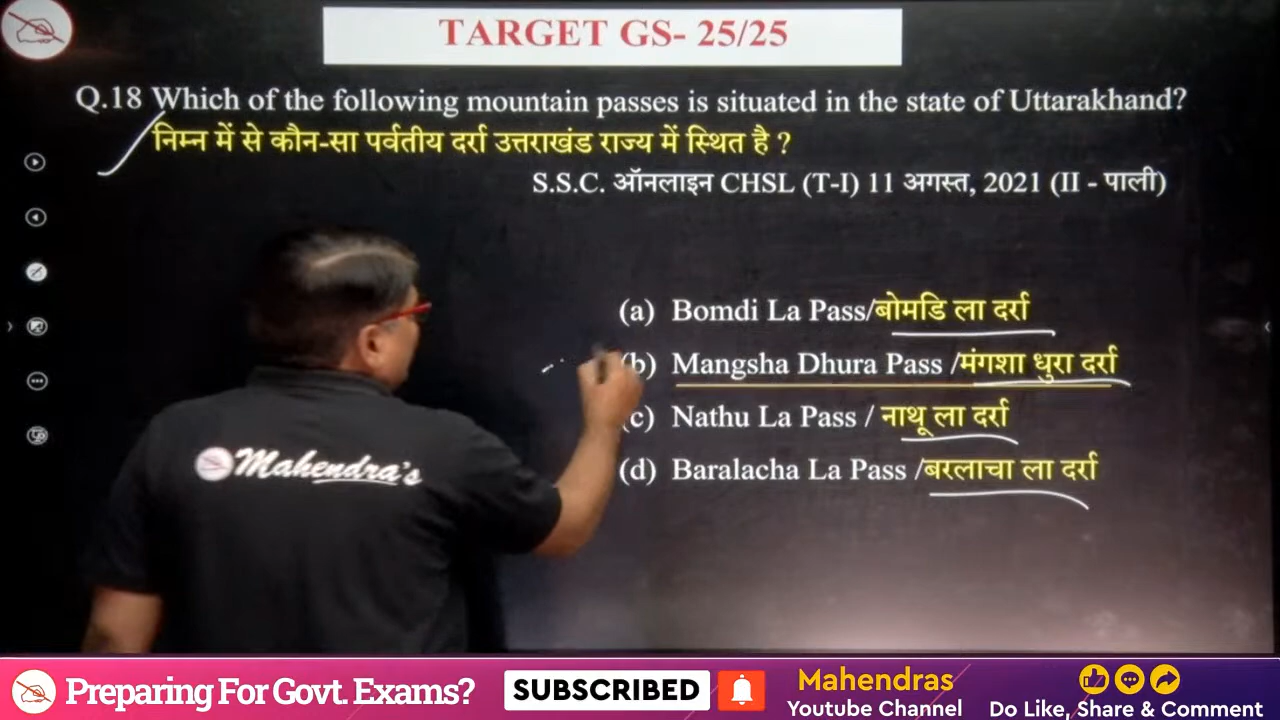 TARGET GS- 25/25
Q.18 Which of the following mountain passes is situated in the state of Uttarakhand?
निम्न में से कौन-सा पर्वतीय दर्रा उत्तराखंड राज्य में स्थित है ?
S.S.C. ऑनलाइन CHSL (T-I) 11 अगस्त, 2021 (II - पाली)
(a) Bomdi La Pass/बोमडि ला दर्रा
(b) Mangsha Dhura Pass /मंगशा धुरा दर्रा
(c) Nathu La Pass / नाथू ला दर्रा
(d) Baralacha La Pass /बरलाचा ला दर्रा
Mahendra's
Preparing For Govt. Exams?
SUBSCRIBED
Mahendras
YouTube Channel
Do Like, Share & Comment